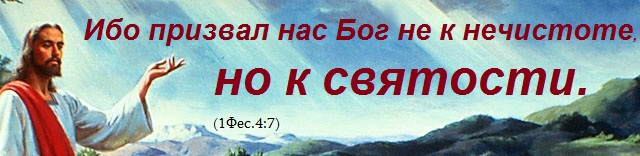 Ибо призвал нас Бог не к нечистоте,
но к святости.
(1Фес.4:7)